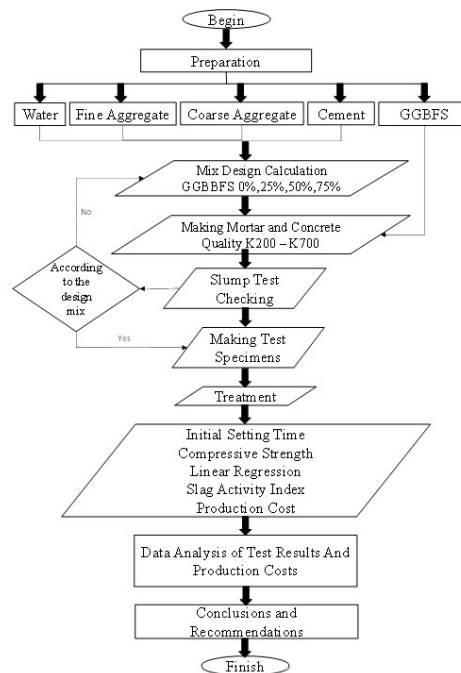 Begin
Preparation
Water
Fine Aggregate
Coarse Aggregate
Cement
GGBFS
Mix Design Calculation
GGBBFS 0%,25%,50%,75%
No
Making Mortar and Concrete
Quality K200 – K700
According
to the
design
mix
Slump Test
Checking
Yes
Making Test
Specimens
Treatment
Initial Setting Time
Compressive Strength
Linear Regression
Slag Activity Index
Production Cost
Data Analysis of Test Results And
Production Costs
Conclusions and
Recommendations
Finish